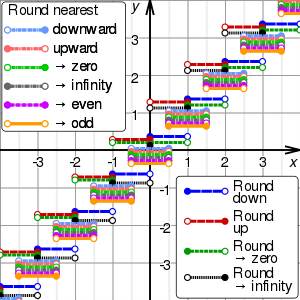 Round nearest
downward
upward
→ zero
→ infinity
→ even
→ odd
y
3
2
1
-3 -2 -1 1 2 3 x
-1
-2
-3
Round
down
Round
up
Round
→ zero
Round
→ infinity